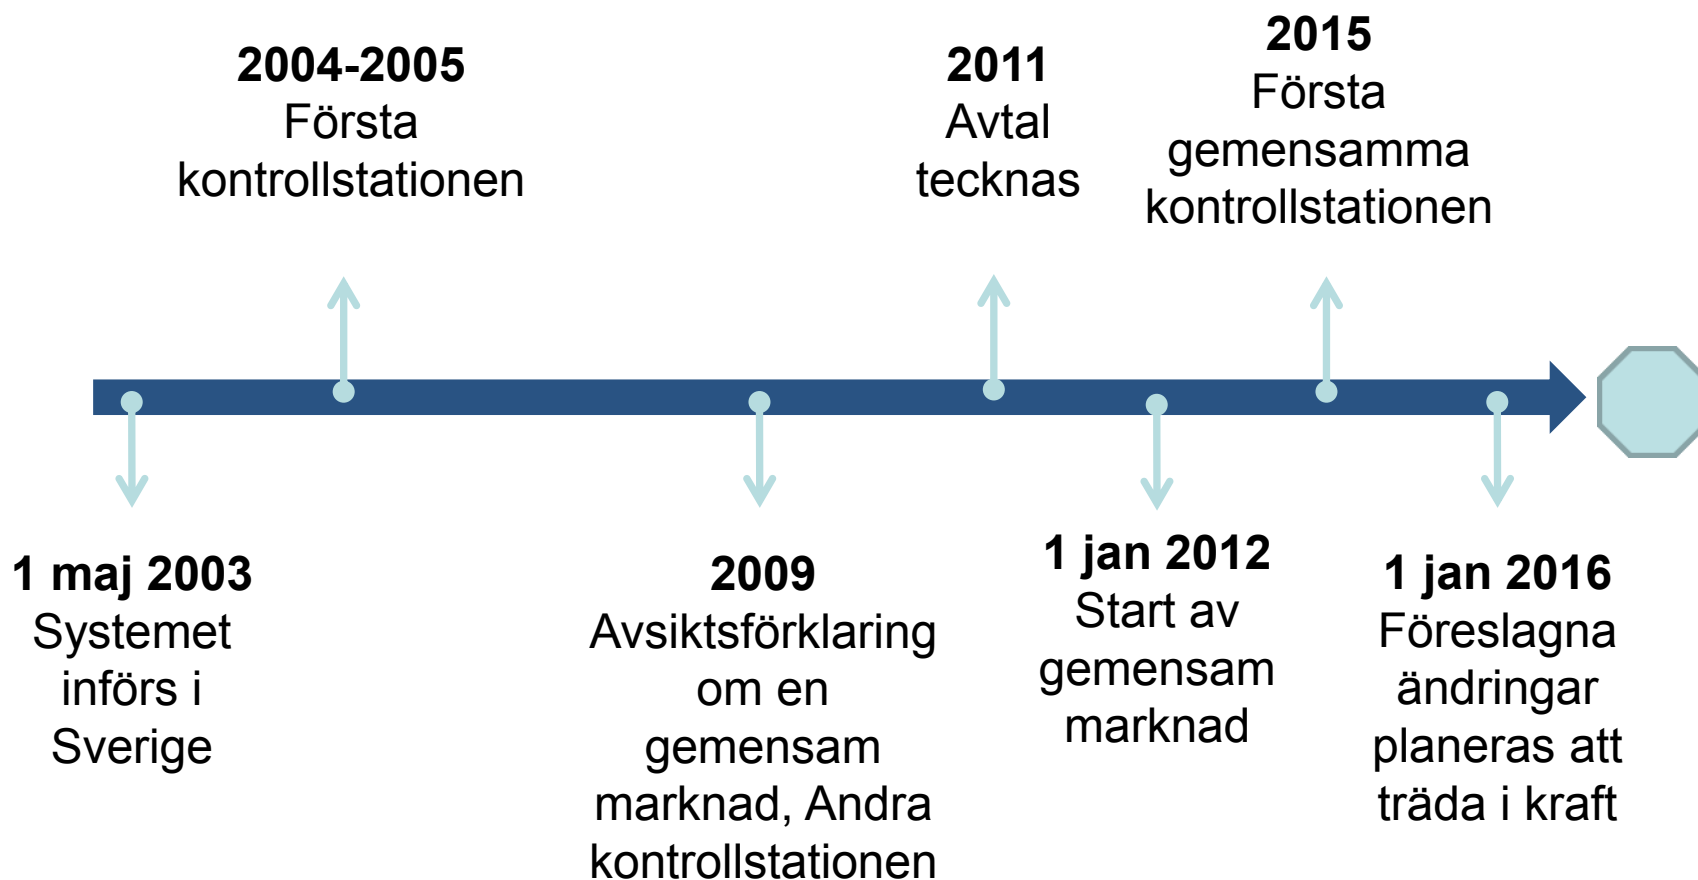 2004-2005
Första
kontrollstationen
2011
Avtal
tecknas
2015
Första
gemensamma
kontrollstationen
1 maj 2003
Systemet
införs i
Sverige
2009
Avsiktsförklaring
om en
gemensam
marknad, Andra
kontrollstationen
1 jan 2012
Start av
gemensam
marknad
1 jan 2016
Föreslagna
ändringar
planeras att
träda i kraft